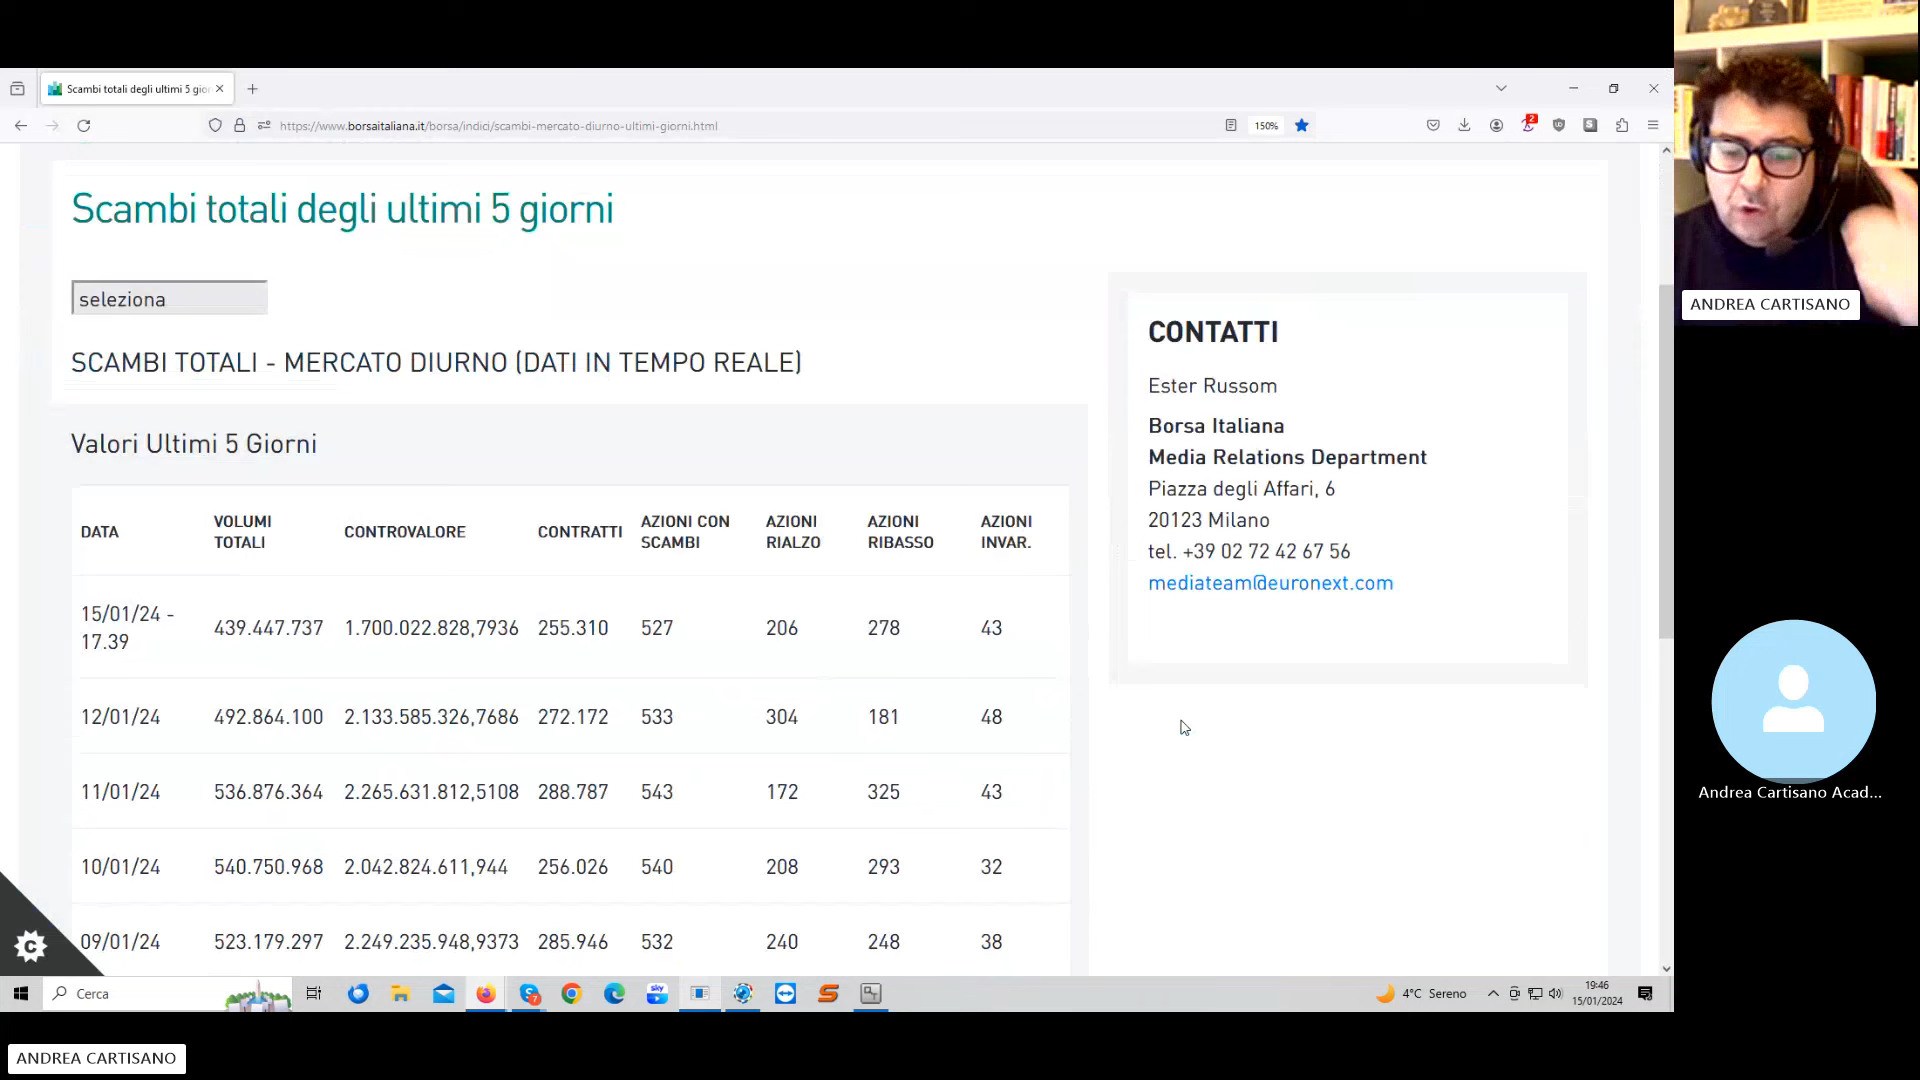 Scambi totali degli ultimi 5 gior
https://www.borsaitaliana.it/borsa/indici/scambi-mercato-diurno-ultimi-giorni.html
150%
2
Scambi totali degli ultimi 5 giorni
seleziona
SCAMBI TOTALI - MERCATO DIURNO (DATI IN TEMPO REALE)
Valori Ultimi 5 Giorni
DATA VOLUMI TOTALI CONTROVALORE CONTRATTI AZIONI CON SCAMBI AZIONI RIALZO AZIONI RIBASSO AZIONI INVAR.
15/01/24 - 17.39 439.447.737 1.700.022.828,7936 255.310 527 206 278 43
12/01/24 492.864.100 2.133.585.326,7686 272.172 533 304 181 48
11/01/24 536.876.364 2.265.631.812,5108 288.787 543 172 325 43
10/01/24 540.750.968 2.042.824.611,944 256.026 540 208 293 32
09/01/24 523.179.297 2.249.235.948,9373 285.946 532 240 248 38
CONTATTI
Ester Russom
Borsa Italiana
Media Relations Department
Piazza degli Affari, 6
20123 Milano
tel. +39 02 72 42 67 56
mediateam@euronext.com
ANDREA CARTISANO
Andrea Cartisano Acad...
Cerca
sky
7
4°C Sereno
19:46
15/01/2024
ANDREA CARTISANO